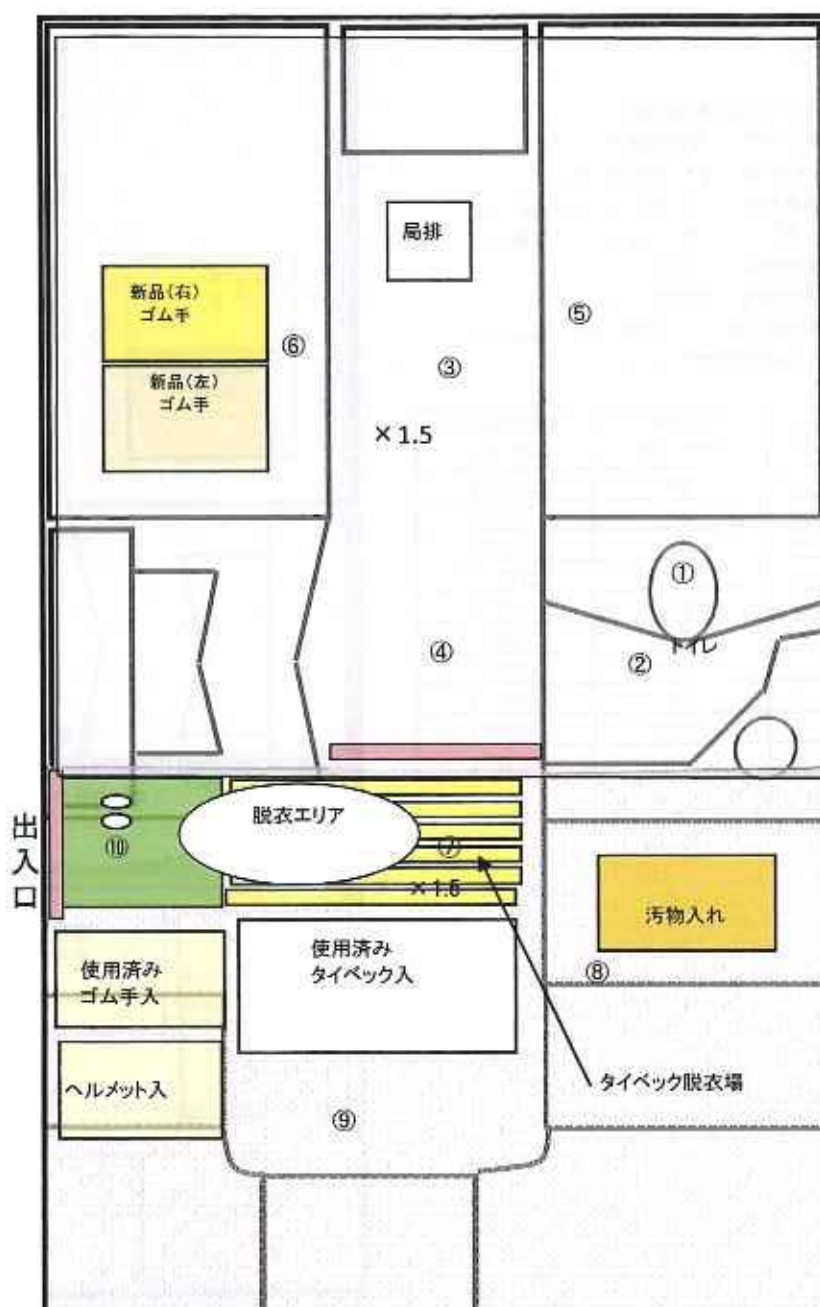 局排
新品(右)
ゴム手
⑤
⑥
③
新品(左)
ゴム手
×1.5
①
④
②
トイレ
出入口
脱衣エリア
⑩
⑦
×1.5
汚物入れ
使用済み
ゴム手入
使用済み
タイベック入
⑧
ヘルメット入
タイベック脱衣場
⑨